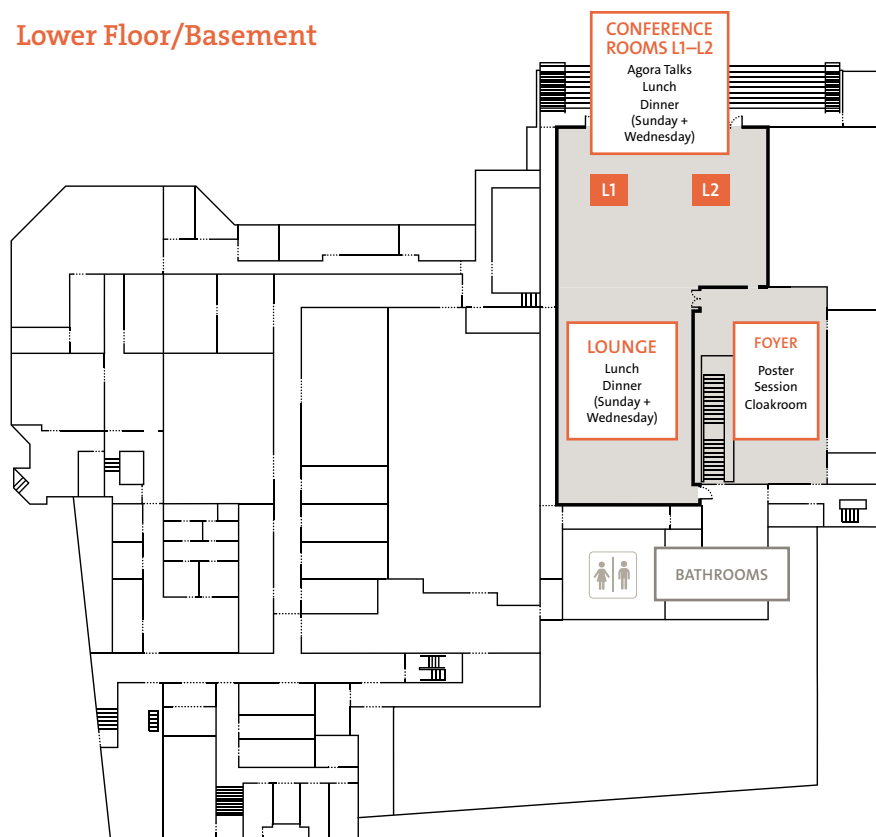 Lower Floor/Basement
CONFERENCE
ROOMS L1–L2
Agora Talks
Lunch
Dinner
(Sunday +
Wednesday)
L1
L2
LOUNGE
Lunch
Dinner
(Sunday +
Wednesday)
FOYER
Poster
Session
Cloakroom
BATHROOMS